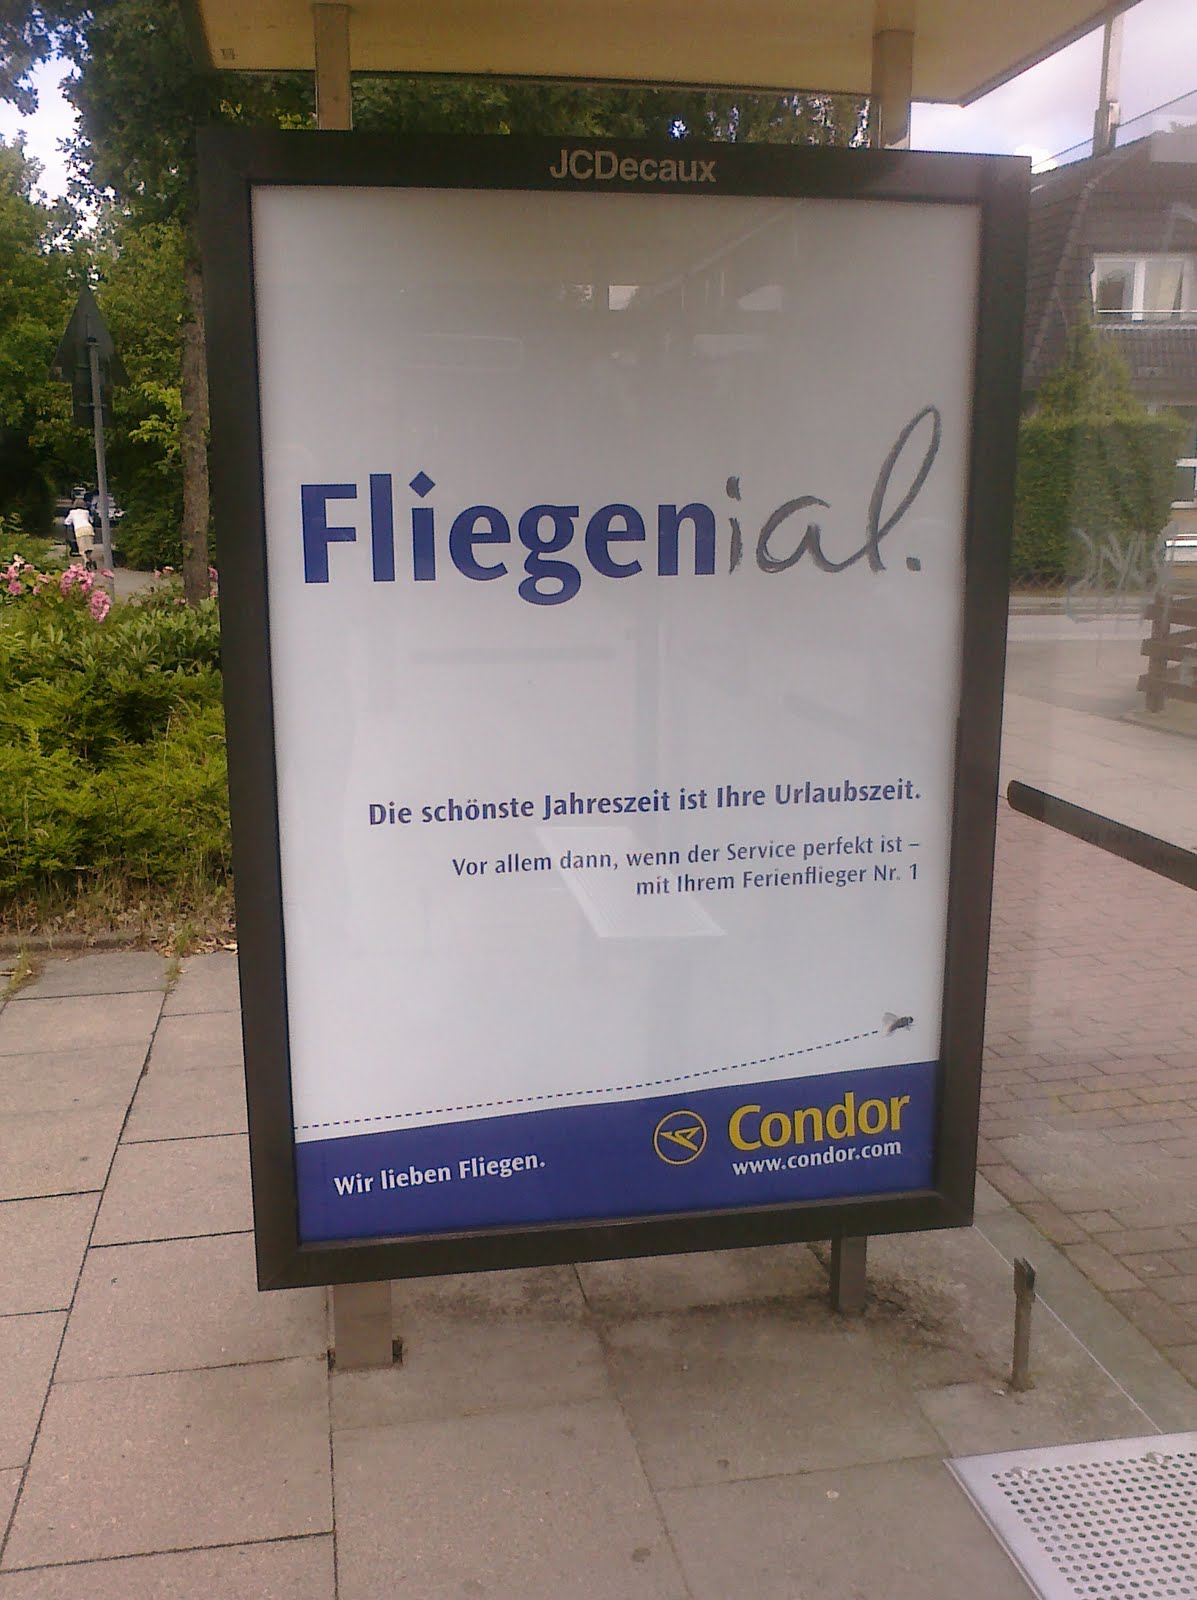 JCDecaux
Fliegenial.
Die schönste Jahreszeit ist Ihre Urlaubszeit.
Vor allem dann, wenn der Service perfekt ist –
mit Ihrem Ferienflieger Nr. 1
Condor
www.condor.com
Wir lieben Fliegen.